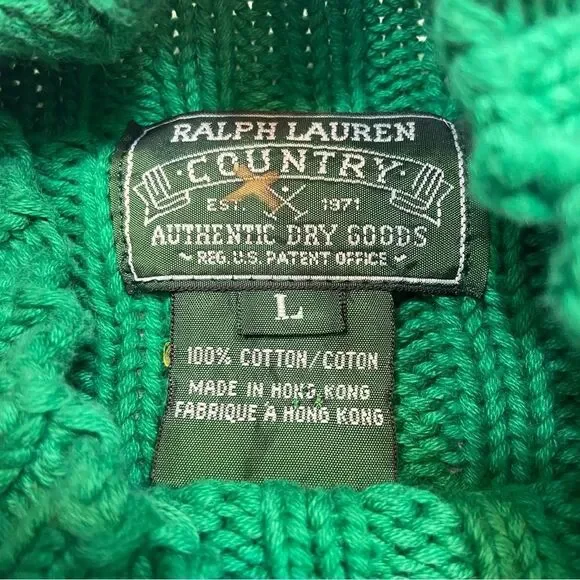 RALPH LAUREN
COUNTRY
EST. 1971
AUTHENTIC DRY GOODS
~ REG. U.S. PATENT OFFICE ~
L
100% COTTON/COTON
MADE IN HONG KONG
FABRIQUE À HONG KONG